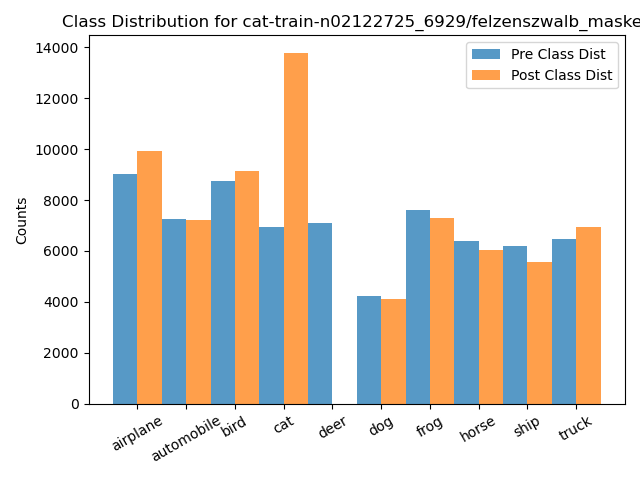 Class Distribution for cat-train-n02122725_6929/felzenszwalb_maske
Pre Class Dist
Post Class Dist
Counts
14000
12000
10000
8000
6000
4000
2000
0
airplane
automobile
bird
cat
deer
dog
frog
horse
ship
truck